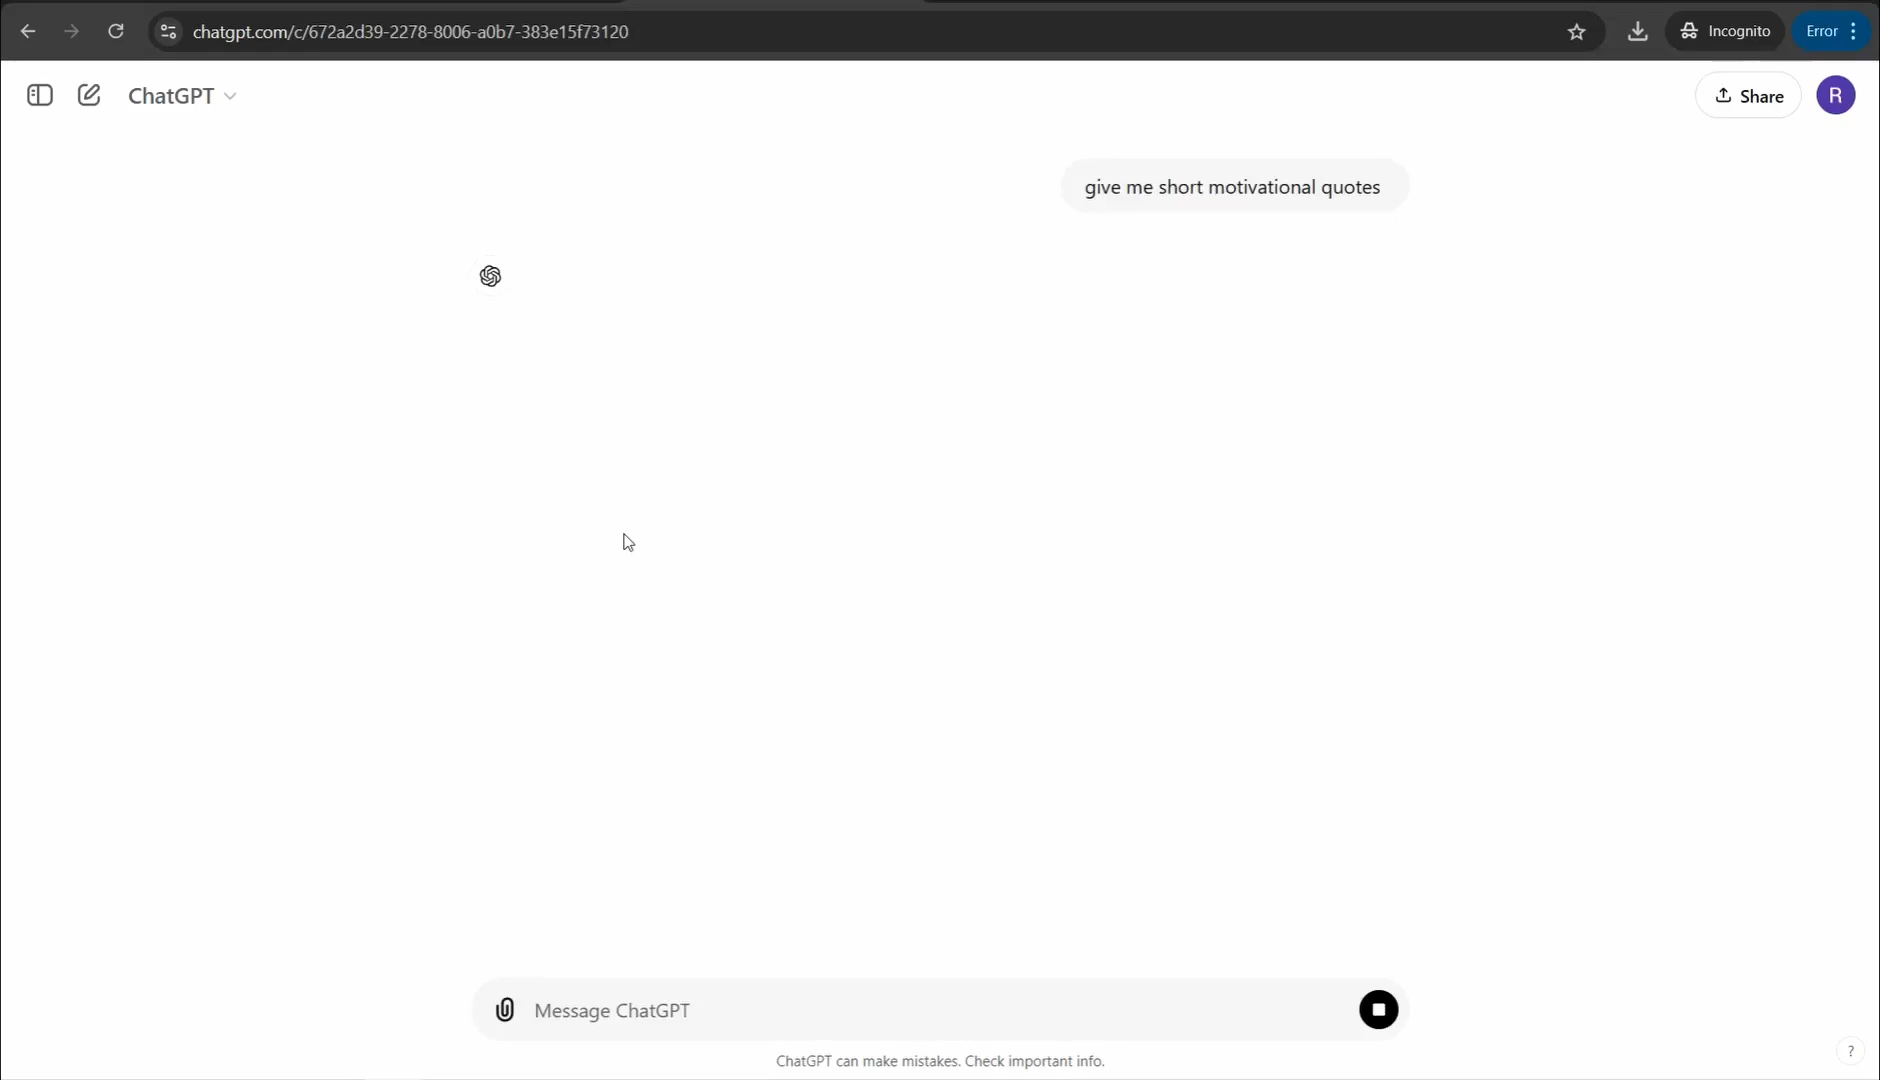 chatgpt.com/c/672a2d39-2278-8006-a0b7-383e15f73120
Incognito
Error
ChatGPT
Share
R
give me short motivational quotes
Message ChatGPT
ChatGPT can make mistakes. Check important info.
?